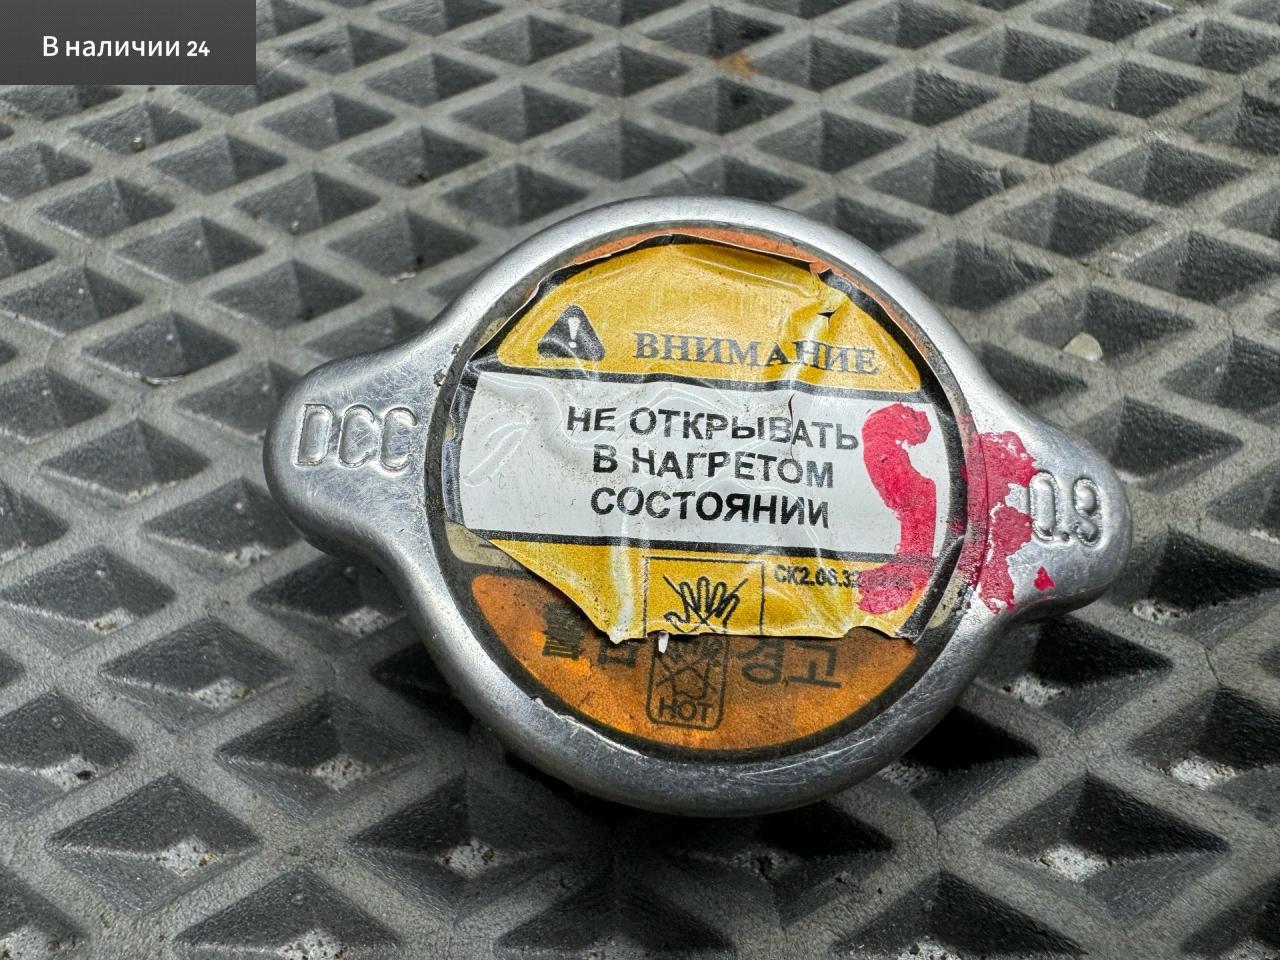 В наличии 24
ВНИМАНИЕ
DCC
НЕ ОТКРЫВАТЬ
В НАГРЕТОМ
СОСТОЯНИИ
0.9
경고
HOT